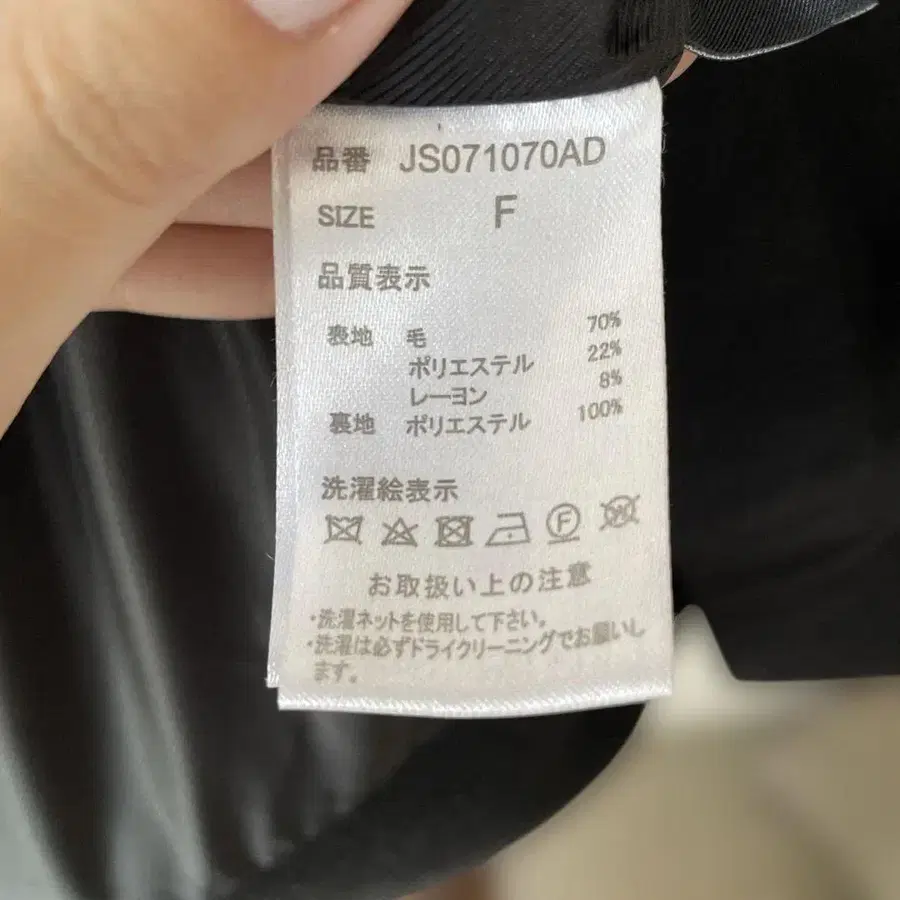 品番 JS071070AD
SIZE F
品質表示
表地 毛 70%
ポリエステル 22%
レーヨン 8%
裏地 ポリエステル 100%
洗濯絵表示
F W
お取扱い上の注意
・洗濯ネットを使用して下さい。
・洗濯は必ずドライクリーニングでお願いし
ます。